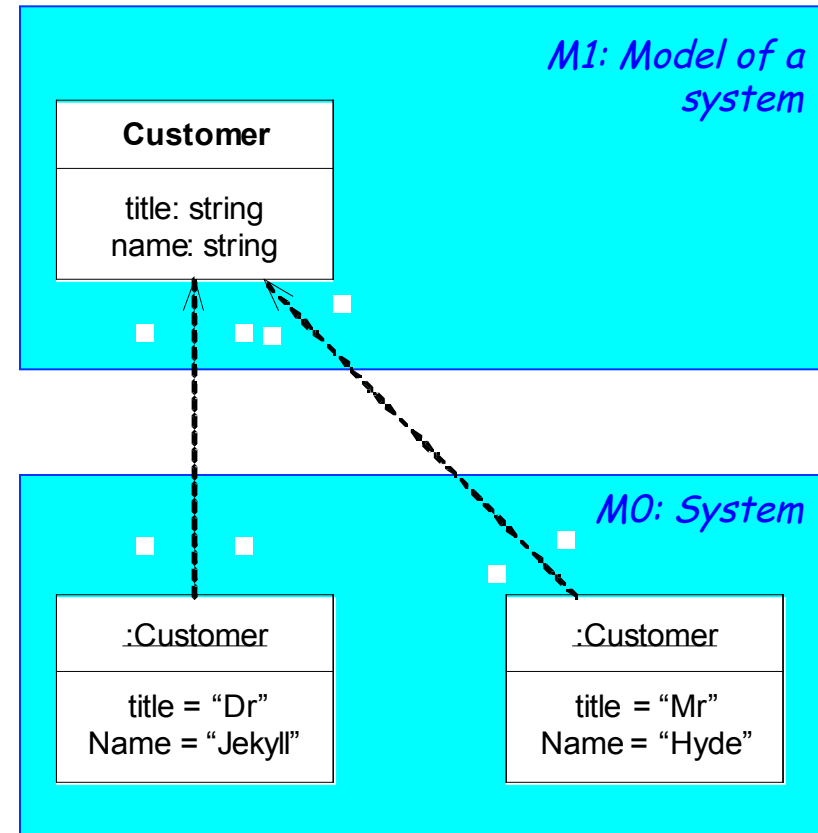 M1: Model of a
system
Customer
title: string
name: string
M0: System
:Customer
title = “Dr”
Name = “Jekyll”
:Customer
title = “Mr”
Name = “Hyde”